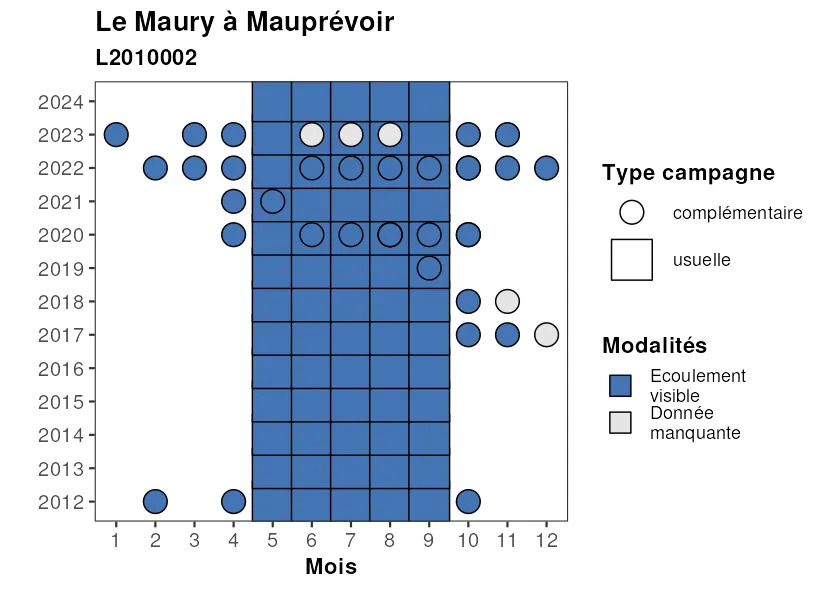 Le Maury à Mauprévoir
L2010002
2024
2023
2022
2021
2020
2019
2018
2017
2016
2015
2014
2013
2012
1 2 3 4 5 6 7 8 9 10 11 12
Mois
Type campagne
complémentaire
usuelle
Modalités
Ecoulement
visible
Donnée
manquante